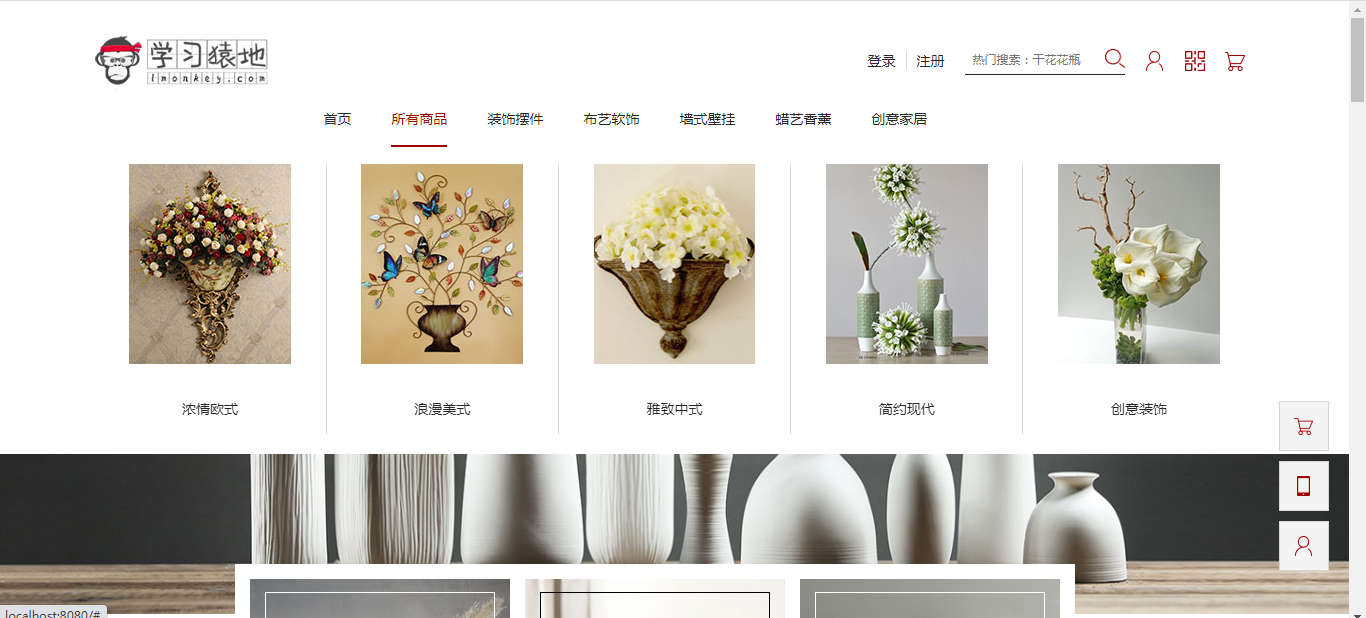 学习猿地
lmonkey.com
登录 注册 热门搜索：干花花瓶
首页 所有商品 装饰摆件 布艺软饰 墙式壁挂 蜡艺香薰 创意家居
浓情欧式 浪漫美式 雅致中式 简约现代 创意装饰
localhost:8080/#